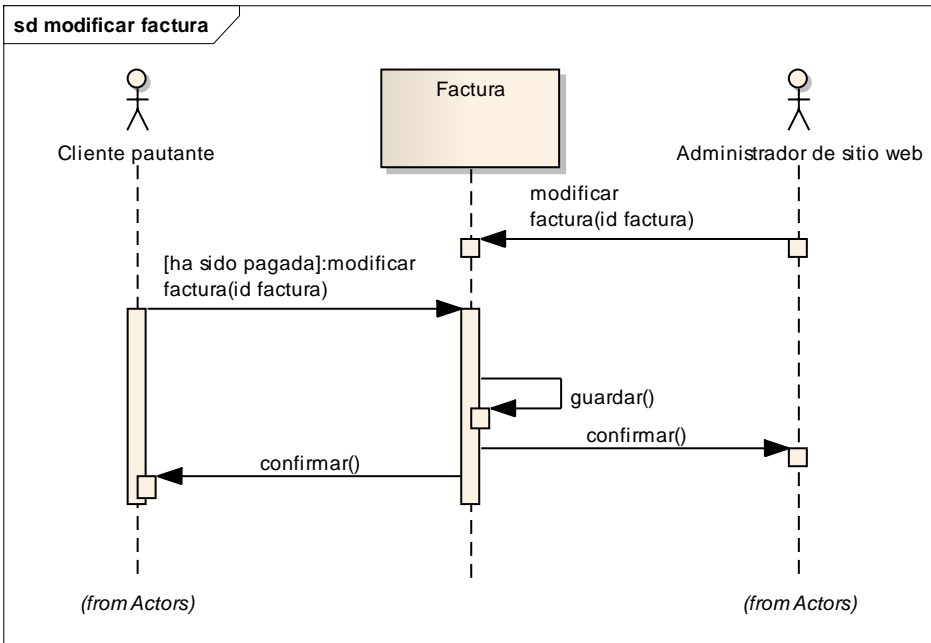 sd modificar factura
Cliente pautante
Factura
Administrador de sitio web
modificar
factura(id factura)
[ha sido pagada]:modificar
factura(id factura)
guardar()
confirmar()
confirmar()
(from Actors)
(from Actors)